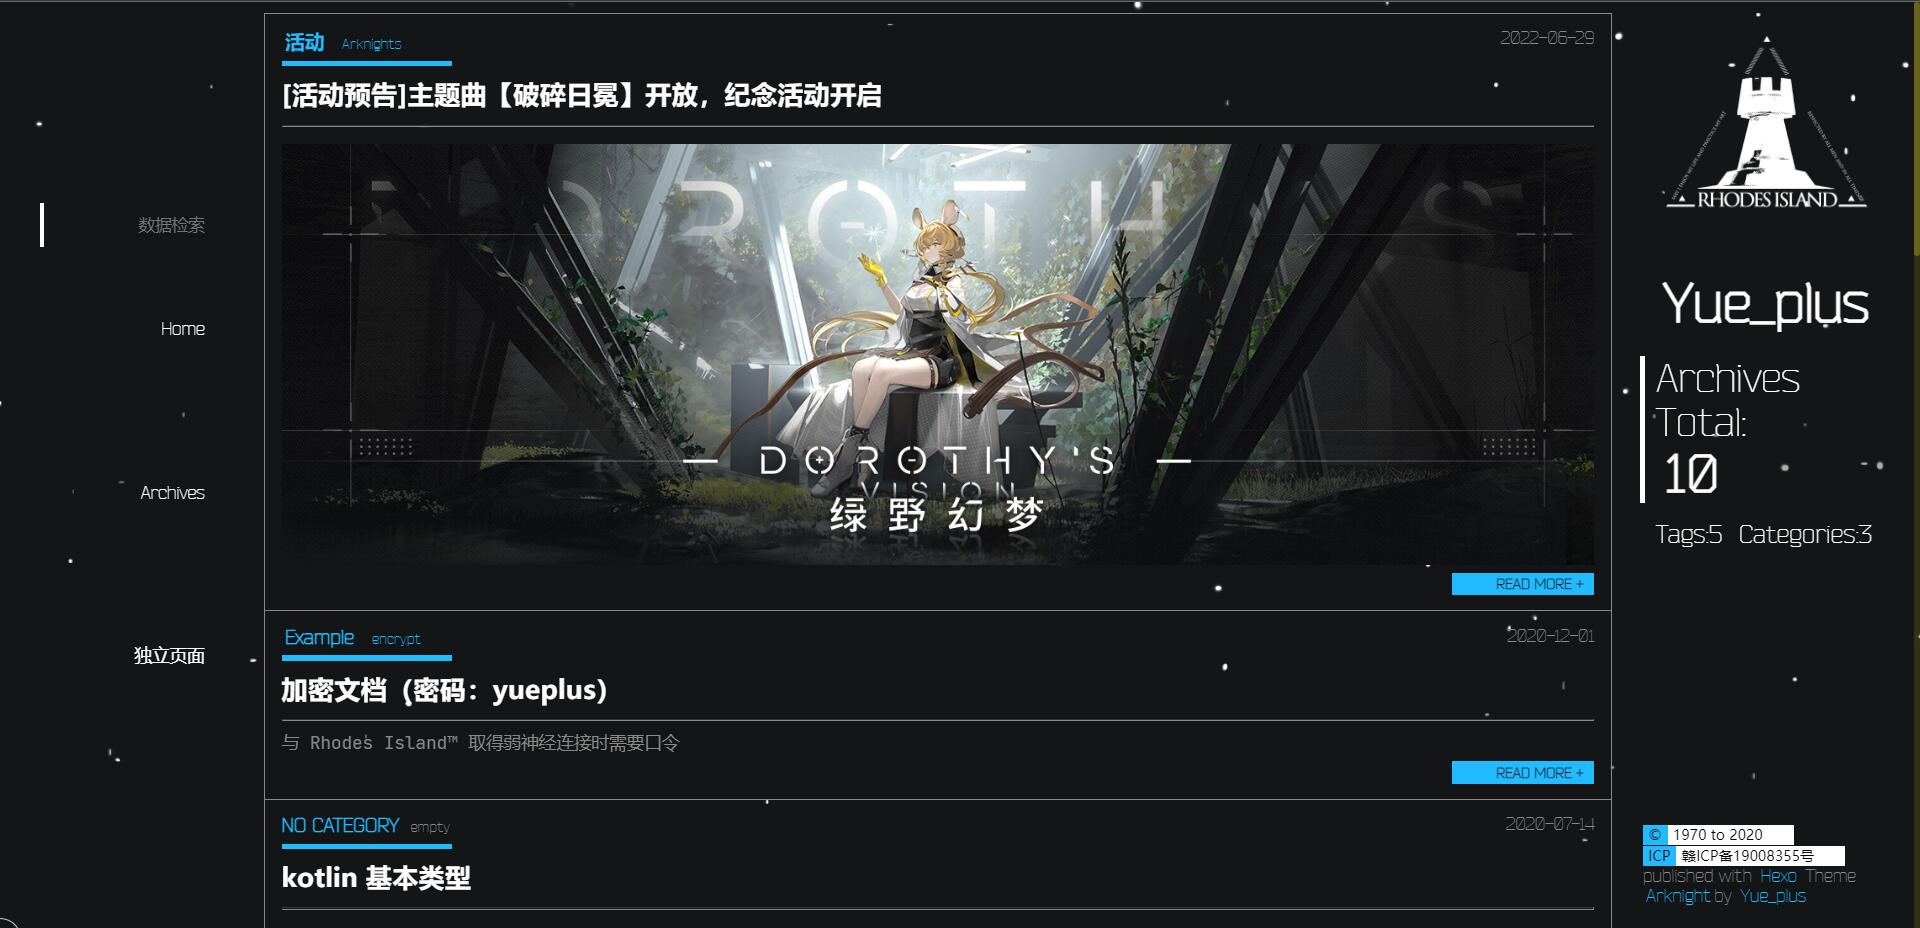 数据检索
Home
Archives
独立页面
活动 Arknights
2022-06-29
[活动预告]主题曲【破碎日冕】开放，纪念活动开启
DOROTHY'S
DOROTHY'S
VISION
绿野幻梦
READ MORE +
Example encrypt
2020-12-01
加密文档（密码：yueplus）
与 Rhodes Island™ 取得弱神经连接时需要口令
READ MORE +
NO CATEGORY empty
2020-07-14
kotlin 基本类型
RHODES ISLAND
Yue_plus
Archives
Total:
10
Tags:5 Categories:3
© 1970 to 2020
ICP 赣ICP备19008355号
published with Hexo Theme
Arknight by Yue_plus